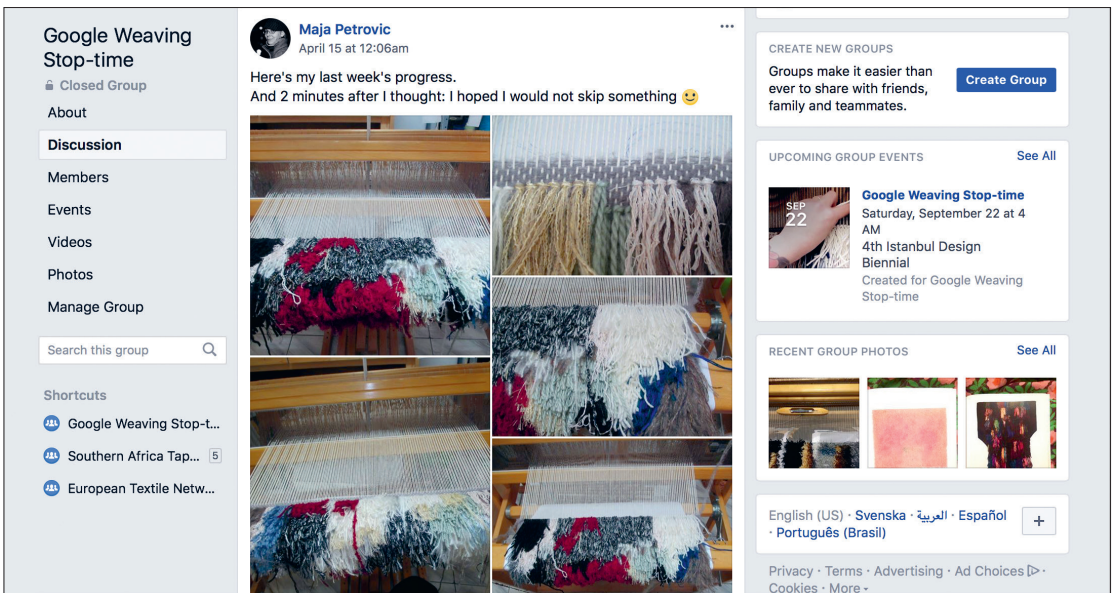 Google Weaving
Stop-time
Closed Group
About
Discussion
Members
Events
Videos
Photos
Manage Group
Search this group
Shortcuts
Google Weaving Stop-t...
Southern Africa Tap... 5
European Textile Netw...
Maja Petrovic
April 15 at 12:06am
Here's my last week's progress.
And 2 minutes after I thought: I hoped I would not skip something 🙂
CREATE NEW GROUPS
Groups make it easier than
ever to share with friends,
family and teammates.
Create Group
UPCOMING GROUP EVENTS
See All
SEP
22
Google Weaving Stop-time
Saturday, September 22 at 4
AM
4th Istanbul Design
Biennial
Created for Google Weaving
Stop-time
RECENT GROUP PHOTOS
See All
English (US) · Svenska · العربية · Español
· Português (Brasil)
Privacy · Terms · Advertising · Ad Choices ·
Cookies · More